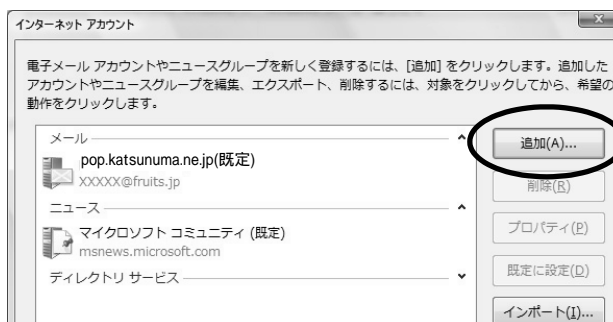 インターネット アカウント
電子メール アカウントやニュースグループを新しく登録するには、[追加] をクリックします。追加した
アカウントやニュースグループを編集、エクスポート、削除するには、対象をクリックしてから、希望の
動作をクリックします。
メール
pop.katsunuma.ne.jp(既定)
XXXXX@fruits.jp
ニュース
マイクロソフト コミュニティ (既定)
msnews.microsoft.com
ディレクトリ サービス
追加(A)...
削除(R)
プロパティ(P)
既定に設定(D)
インポート(I)...